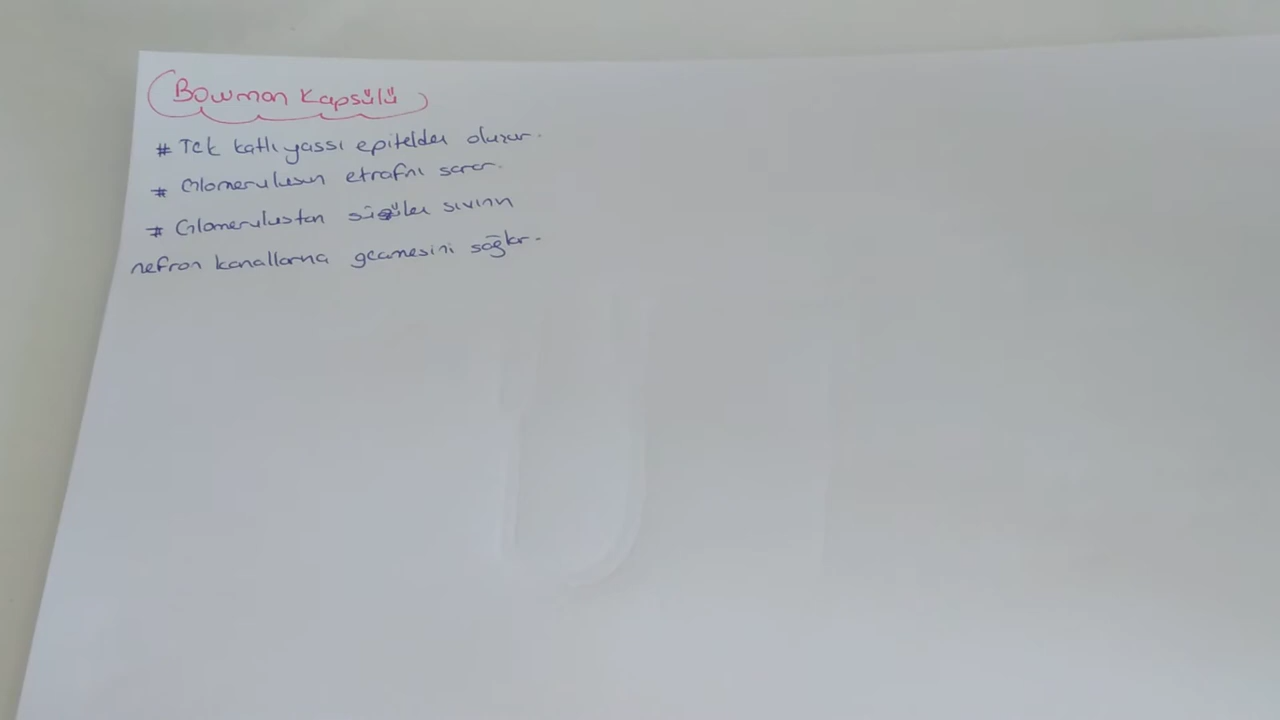 Bowman Kapsülü
# Tek katlı yassı epitelden oluşur.
# Glomerulusun etrafını sarar.
# Glomerulustan süzülen sıvının
nefron kanallarına geçmesini sağlar.